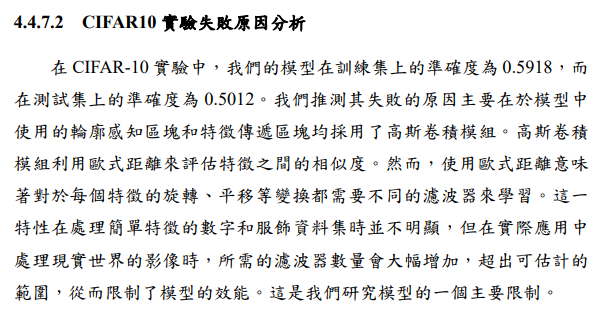 4.4.7.2 CIFAR10 實驗失敗原因分析
在 CIFAR-10 實驗中，我們的模型在訓練集上的準確度為 0.5918，而
在測試集上的準確度為 0.5012。我們推測其失敗的原因主要在於模型中
使用的輪廓感知區塊和特徵傳遞區塊均採用了高斯卷積模組。高斯卷積
模組利用歐式距離來評估特徵之間的相似度。然而，使用歐式距離意味
著對於每個特徵的旋轉、平移等變換都需要不同的濾波器來學習。這一
特性在處理簡單特徵的數字和服飾資料集時並不明顯，但在實際應用中
處理現實世界的影像時，所需的濾波器數量會大幅增加，超出可估計的
範圍，從而限制了模型的效能。這是我們研究模型的一個主要限制。